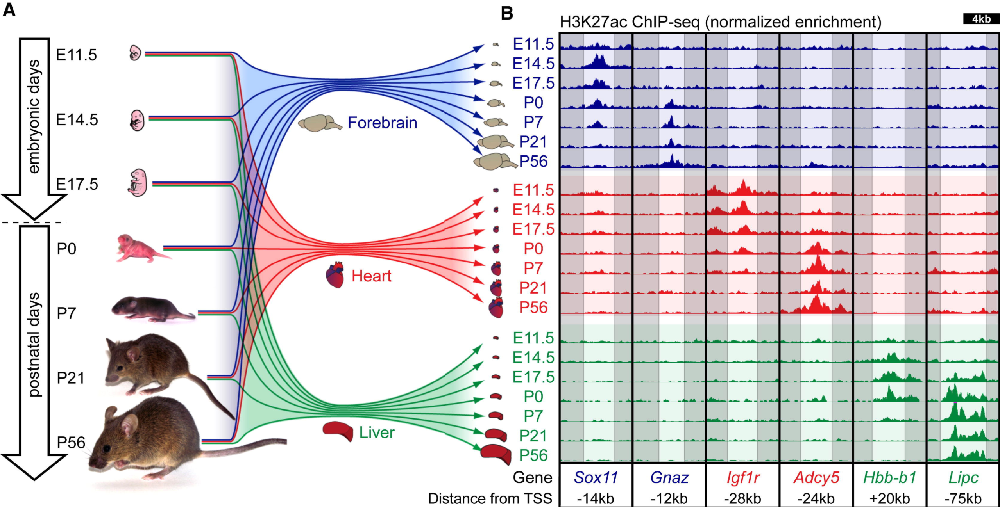 A
embryonic days
E11.5
E14.5
E17.5
postnatal days
P0
P7
P21
P56
Forebrain
Heart
Liver
B
H3K27ac ChIP-seq (normalized enrichment)
4kb
E11.5
E14.5
E17.5
P0
P7
P21
P56
E11.5
E14.5
E17.5
P0
P7
P21
P56
E11.5
E14.5
E17.5
P0
P7
P21
P56
Gene Sox11 Gnaz Igf1r Adcy5 Hbb-b1 Lipc
Distance from TSS -14kb -12kb -28kb -24kb +20kb -75kb